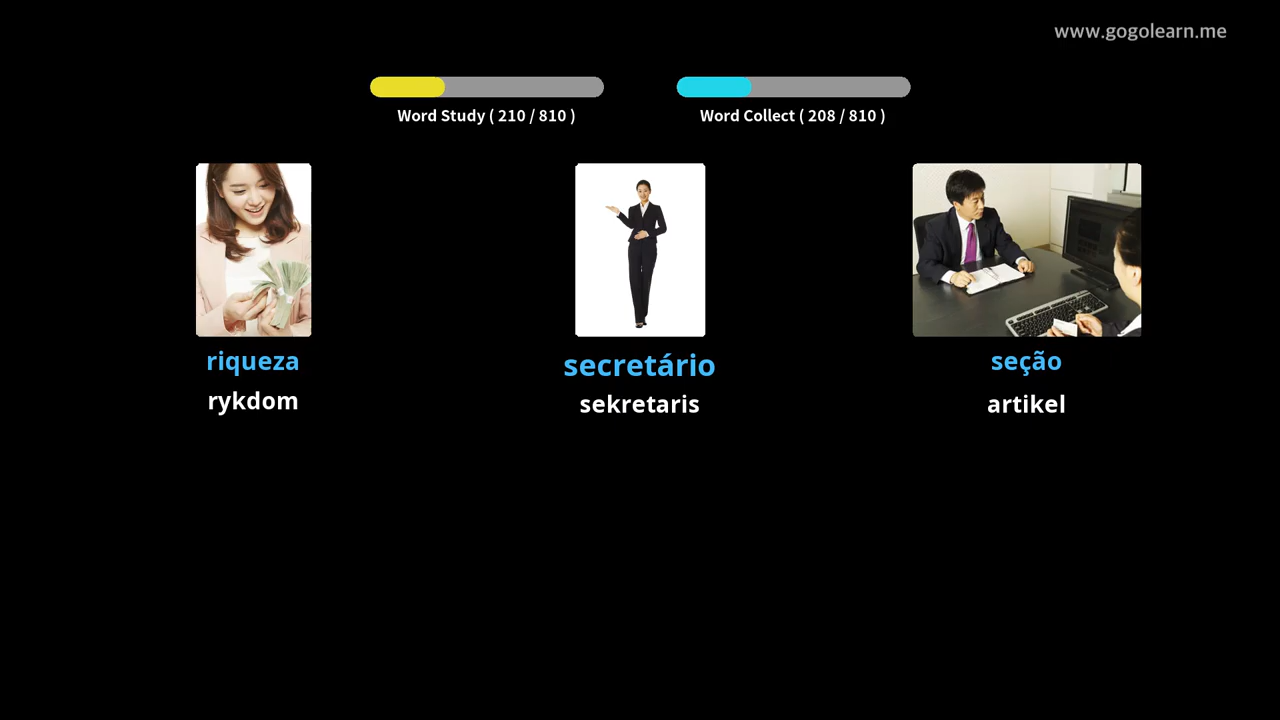 www.gogolearn.me
Word Study ( 210 / 810 )
Word Collect ( 208 / 810 )
riqueza
rykdom
secretário
sekretaris
seção
artikel